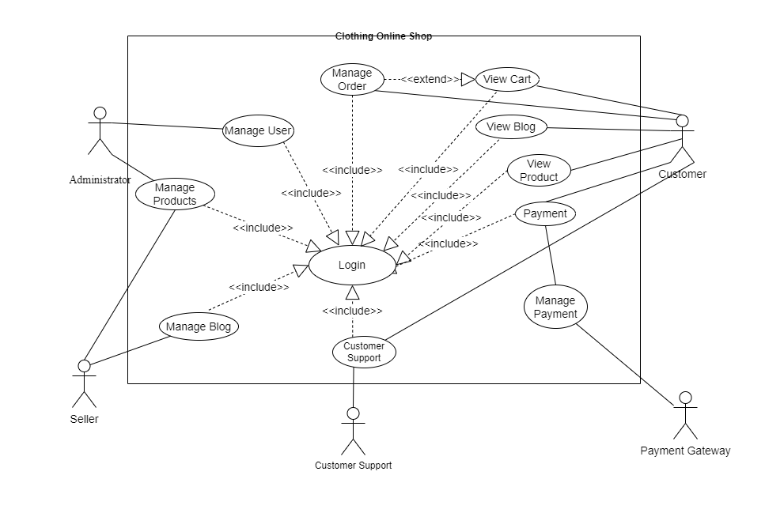 Clothing Online Shop
Manage
Order
<<extend>>
View Cart
Manage User
View Blog
Administrator
<<include>>
<<include>>
View
Product
Customer
Manage
Products
<<include>>
<<include>>
<<include>>
Payment
<<include>>
<<include>>
Login
<<include>>
Manage
Payment
<<include>>
Manage Blog
Customer
Support
Seller
Customer Support
Payment Gateway